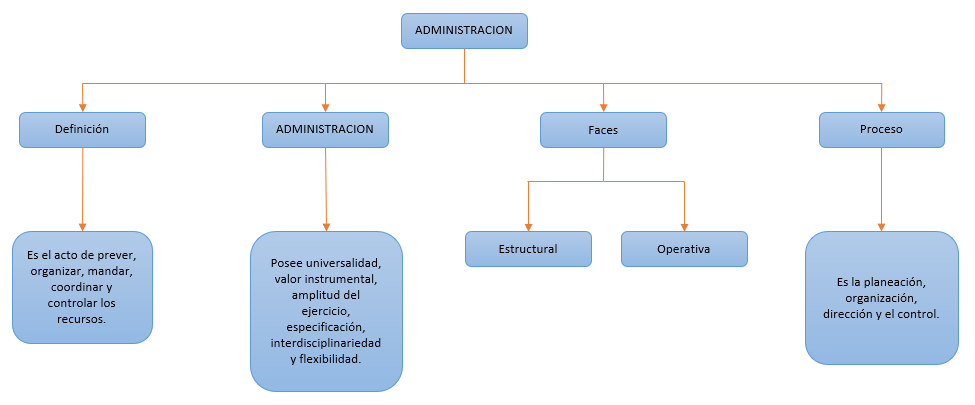 ADMINISTRACION
Definición
ADMINISTRACION
Faces
Proceso
Es el acto de prever,
organizar, mandar,
coordinar y
controlar los
recursos.
Posee universalidad,
valor instrumental,
amplitud del
ejercicio,
especificación,
interdisciplinariedad
y flexibilidad.
Estructural
Operativa
Es la planeación,
organización,
dirección y el control.